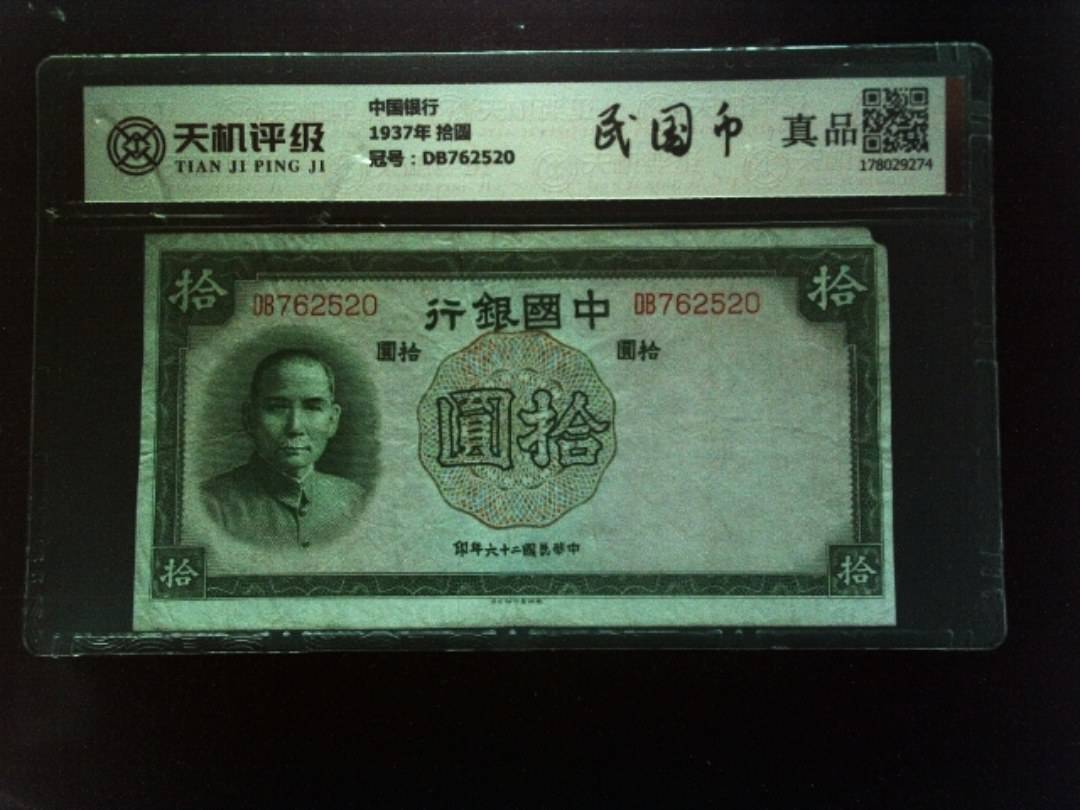 天机评级
TIAN JI PING JI
中国银行
1937年 拾圆
冠号：DB762520
民国币
真品
178029274
拾
拾
DB762520
中國銀行
DB762520
拾圓
拾圓
拾圓
中華民國二十六年印
拾
拾